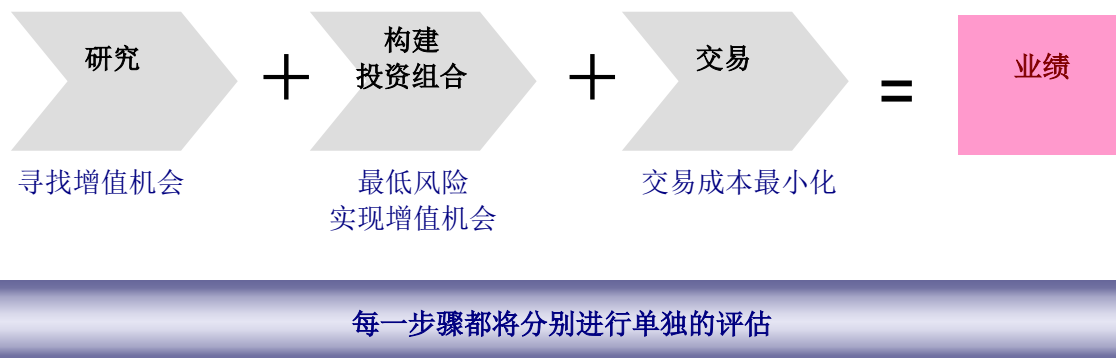 研究
+
构建
投资组合
+
交易
=
业绩
寻找增值机会
最低风险
实现增值机会
交易成本最小化
每一步骤都将分别进行单独的评估